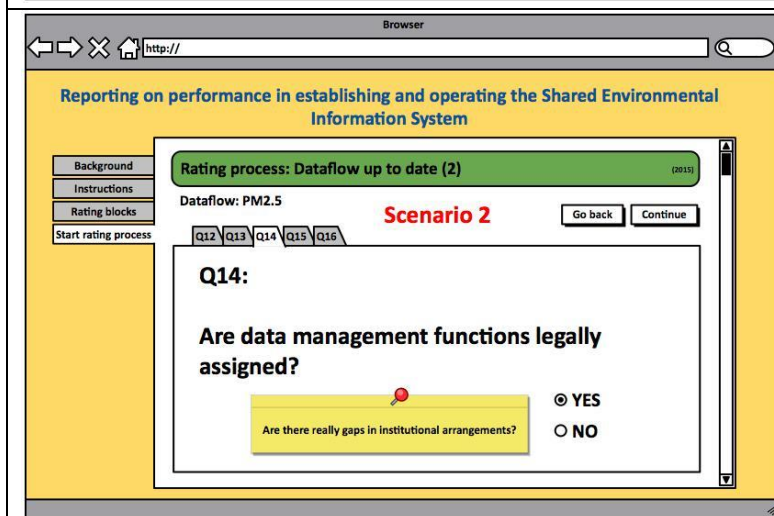 Browser
http://
Reporting on performance in establishing and operating the Shared Environmental
Information System
Background
Instructions
Rating blocks
Start rating process
Rating process: Dataflow up to date (2)
(2015)
Dataflow: PM2.5
Scenario 2
Go back
Continue
Q12 Q13 Q14 Q15 Q16
Q14:
Are data management functions legally
assigned?
Are there really gaps in institutional arrangements?
YES
NO